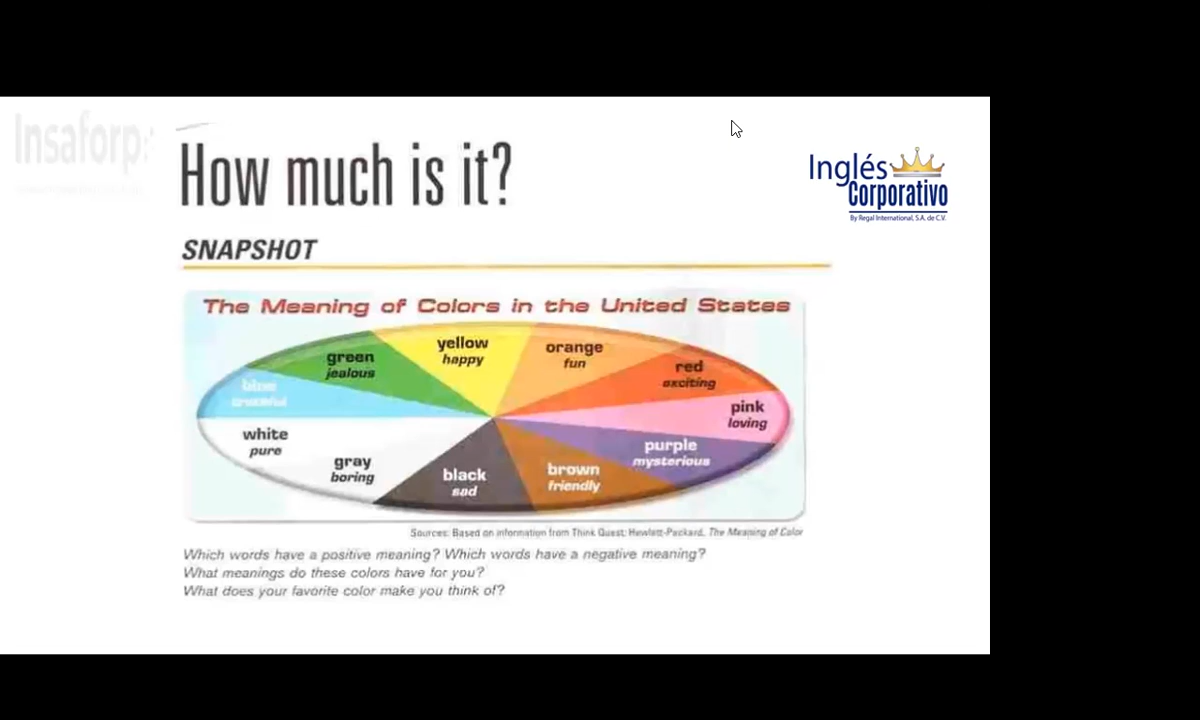 Insaforp
How much is it?
Inglés
Corporativo
By Regal International, S.A. de C.V.
SNAPSHOT
The Meaning of Colors in the United States
green
jealous
yellow
happy
orange
fun
red
exciting
blue
truthful
pink
loving
white
pure
purple
mysterious
gray
boring
black
sad
brown
friendly
Sources: Based on information from Think Quest; Hewlett-Packard, The Meaning of Color
Which words have a positive meaning? Which words have a negative meaning?
What meanings do these colors have for you?
What does your favorite color make you think of?